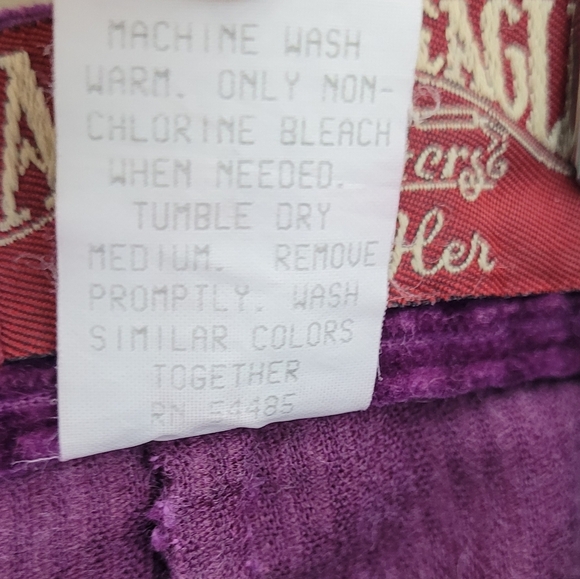 MACHINE WASH
WARM. ONLY NON-
CHLORINE BLEACH
WHEN NEEDED.
TUMBLE DRY
MEDIUM. REMOVE
PROMPTLY. WASH
SIMILAR COLORS
TOGETHER
RN 54485
Her